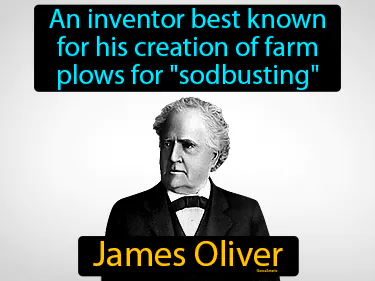 An inventor best known
for his creation of farm
plows for "sodbusting"
James Oliver